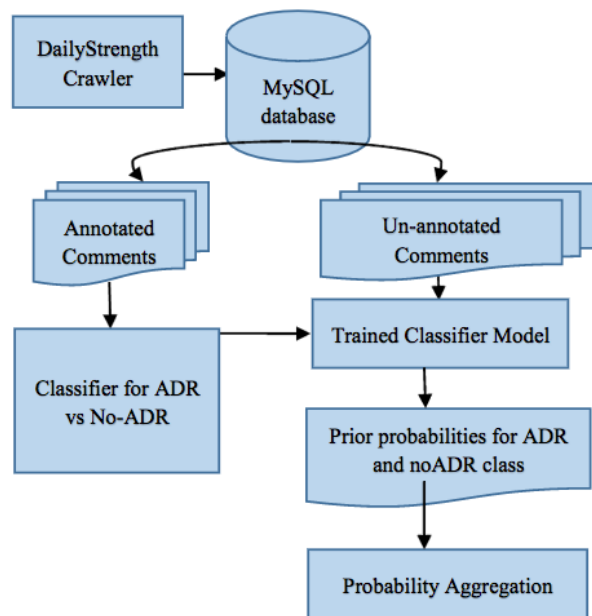 DailyStrength
Crawler
MySQL
database
Annotated
Comments
Un-annotated
Comments
Classifier for ADR
vs No-ADR
Trained Classifier Model
Prior probabilities for ADR
and noADR class
Probability Aggregation